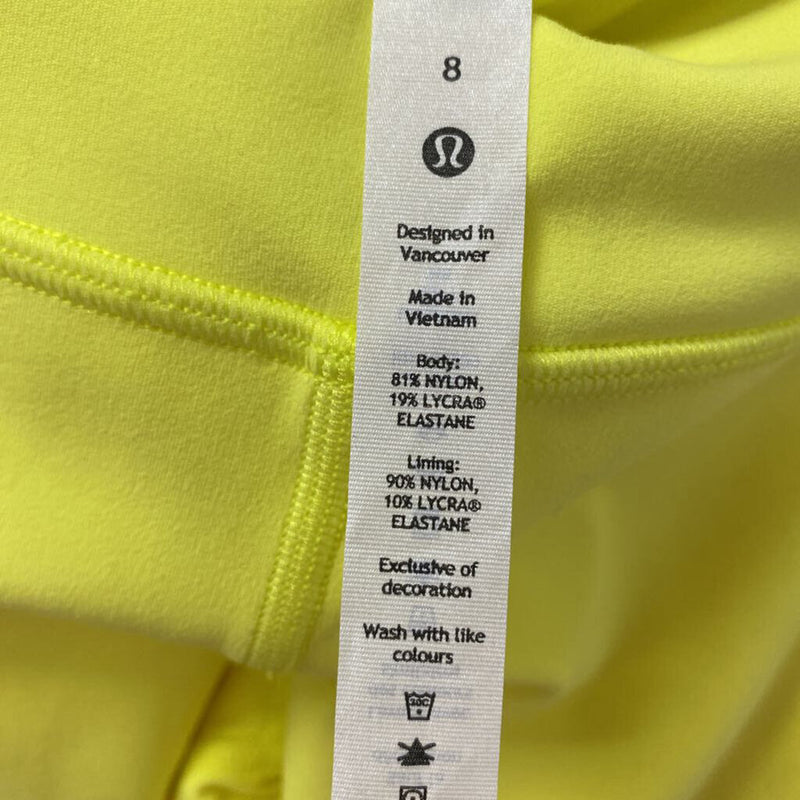 8
Designed in
Vancouver
Made in
Vietnam
Body:
81% NYLON,
19% LYCRA®
ELASTANE
Lining:
90% NYLON,
10% LYCRA®
ELASTANE
Exclusive of
decoration
Wash with like
colours
30C